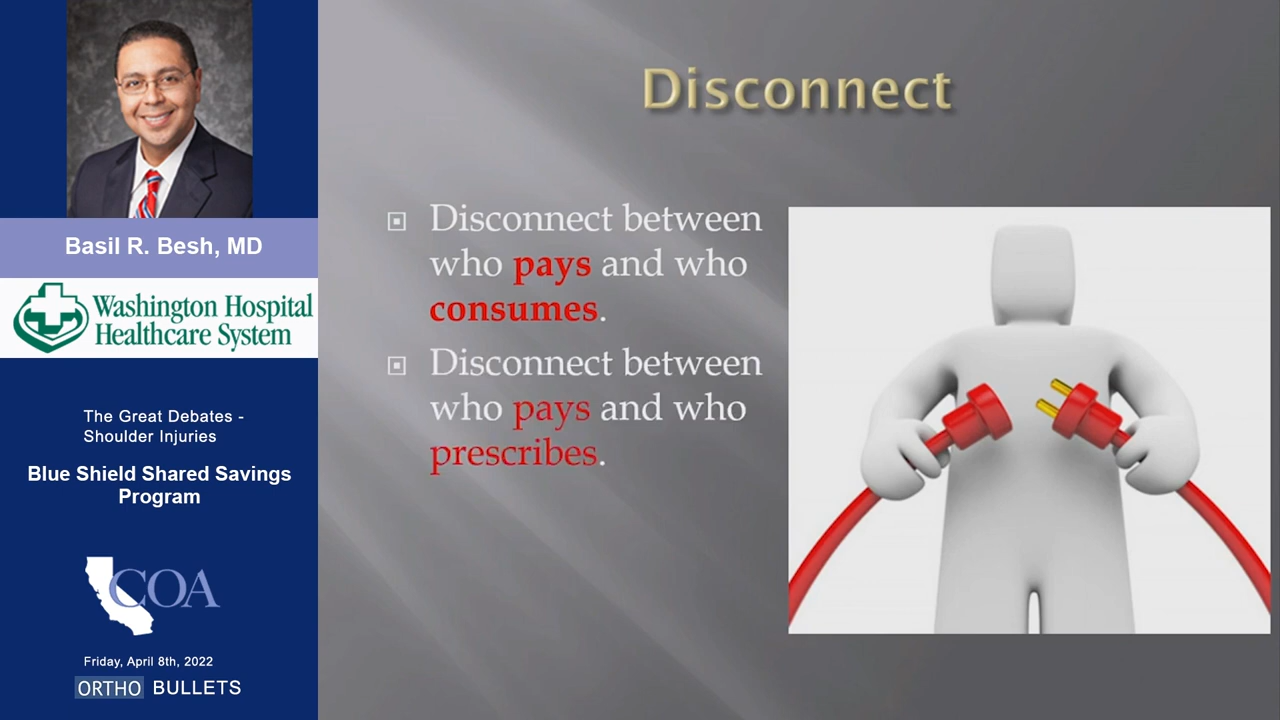 Basil R. Besh, MD
Washington Hospital
Healthcare System
The Great Debates -
Shoulder Injuries
Blue Shield Shared Savings
Program
COA
Friday, April 8th, 2022
ORTHO BULLETS
Disconnect
Disconnect between
who pays and who
consumes.
Disconnect between
who pays and who
prescribes.